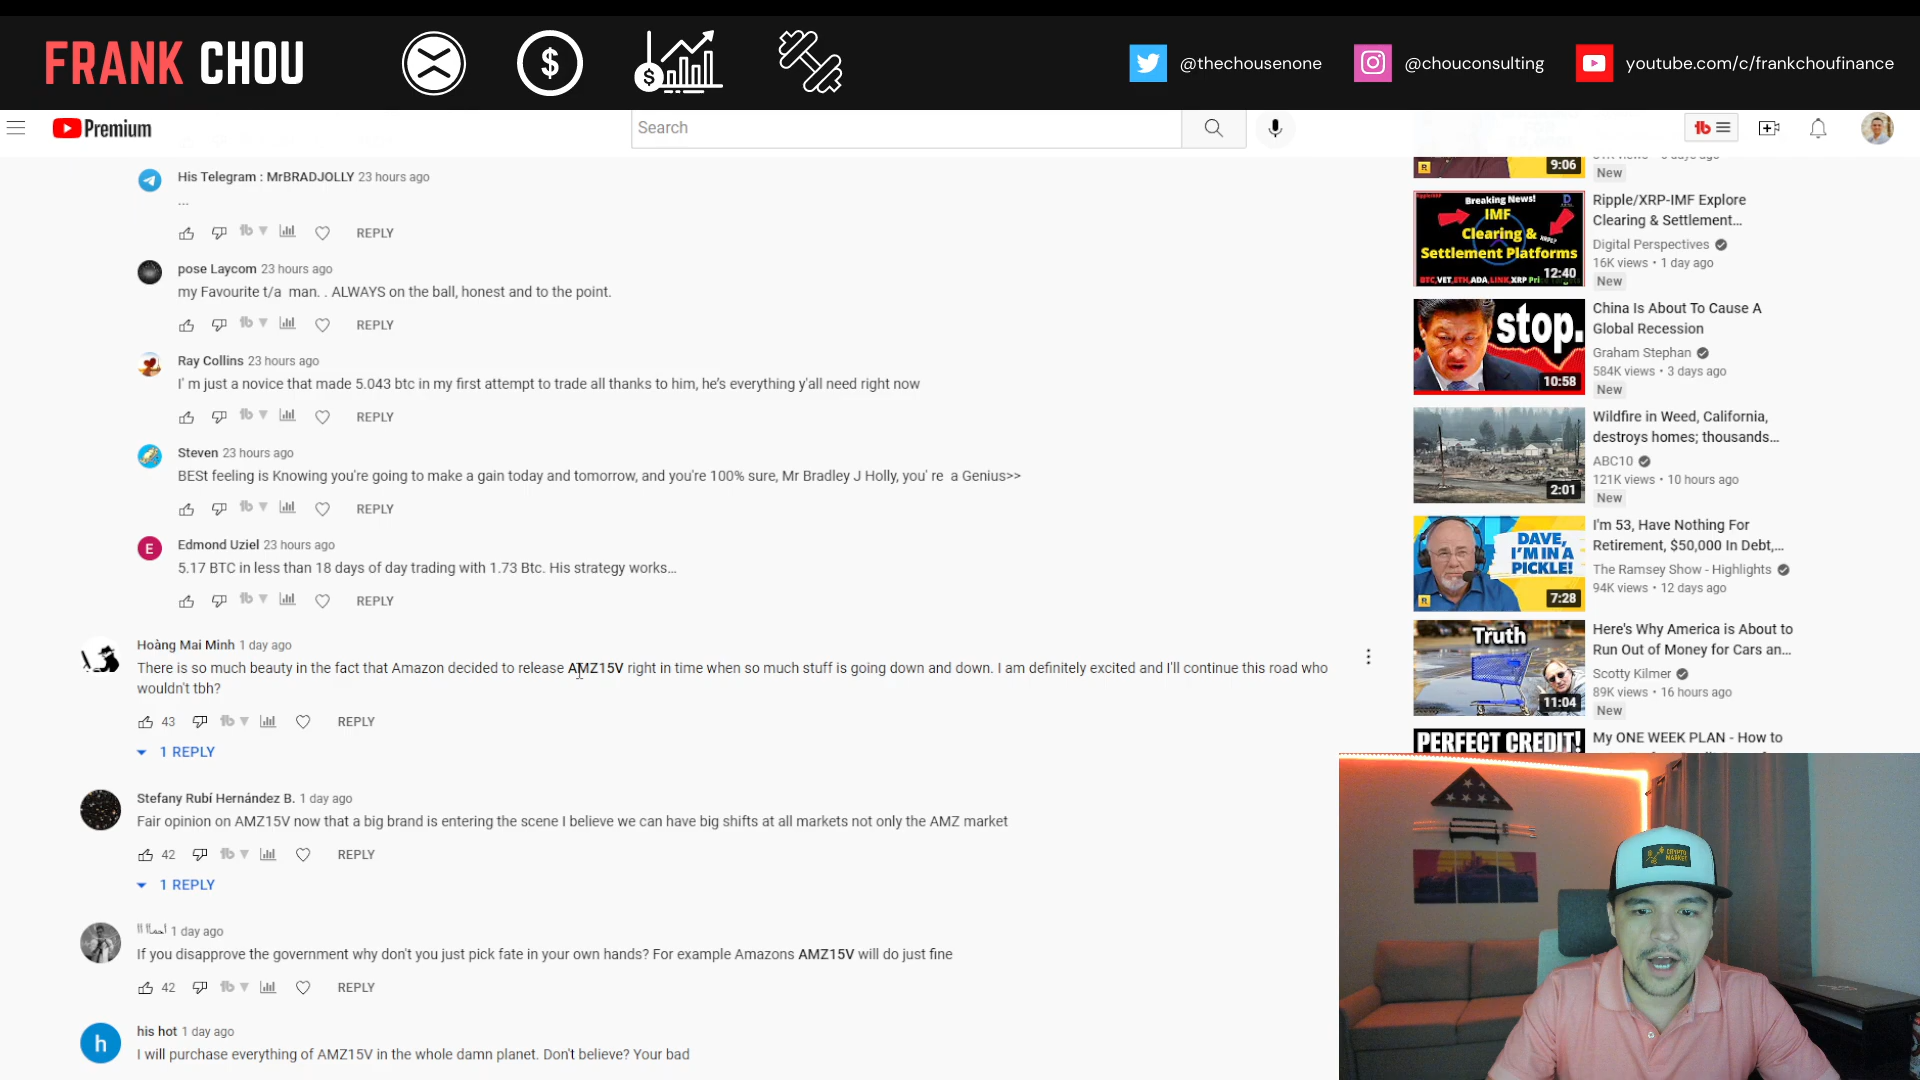 FRANK CHOU
@thechousenone
@chouconsulting
youtube.com/c/frankchoufinance
Premium
Search
His Telegram : MrBRADJOLLY 23 hours ago
...
REPLY
pose Laycom 23 hours ago
my Favourite t/a man. . ALWAYS on the ball, honest and to the point.
REPLY
Ray Collins 23 hours ago
I' m just a novice that made 5.043 btc in my first attempt to trade all thanks to him, he's everything y'all need right now
REPLY
Steven 23 hours ago
BESt feeling is Knowing you're going to make a gain today and tomorrow, and you're 100% sure, Mr Bradley J Holly, you' re a Genius>>
REPLY
E
Edmond Uziel 23 hours ago
5.17 BTC in less than 18 days of day trading with 1.73 Btc. His strategy works...
REPLY
Hoàng Mai Minh 1 day ago
There is so much beauty in the fact that Amazon decided to release AMZ15V right in time when so much stuff is going down and down. I am definitely excited and I'll continue this road who
wouldn't tbh?
43 REPLY
1 REPLY
Stefany Rubí Hernández B. 1 day ago
Fair opinion on AMZ15V now that a big brand is entering the scene I believe we can have big shifts at all markets not only the AMZ market
42 REPLY
1 REPLY
1 day ago
If you disapprove the government why don't you just pick fate in your own hands? For example Amazons AMZ15V will do just fine
42 REPLY
h
his hot 1 day ago
I will purchase everything of AMZ15V in the whole damn planet. Don't believe? Your bad
9:06
New
Breaking News!
IMF
Clearing &
Settlement Platforms
12:40
Ripple/XRP-IMF Explore
Clearing & Settlement...
Digital Perspectives
16K views • 1 day ago
New
stop.
10:58
China Is About To Cause A
Global Recession
Graham Stephan
584K views • 3 days ago
New
2:01
Wildfire in Weed, California,
destroys homes; thousands...
ABC10
121K views • 10 hours ago
New
DAVE,
I'M IN A
PICKLE!
7:28
I'm 53, Have Nothing For
Retirement, $50,000 In Debt,...
The Ramsey Show - Highlights
94K views • 12 days ago
Truth
11:04
Here's Why America is About to
Run Out of Money for Cars an...
Scotty Kilmer
89K views • 16 hours ago
New
PERFECT CREDIT!
My ONE WEEK PLAN - How to
CRYPTO
MARKET